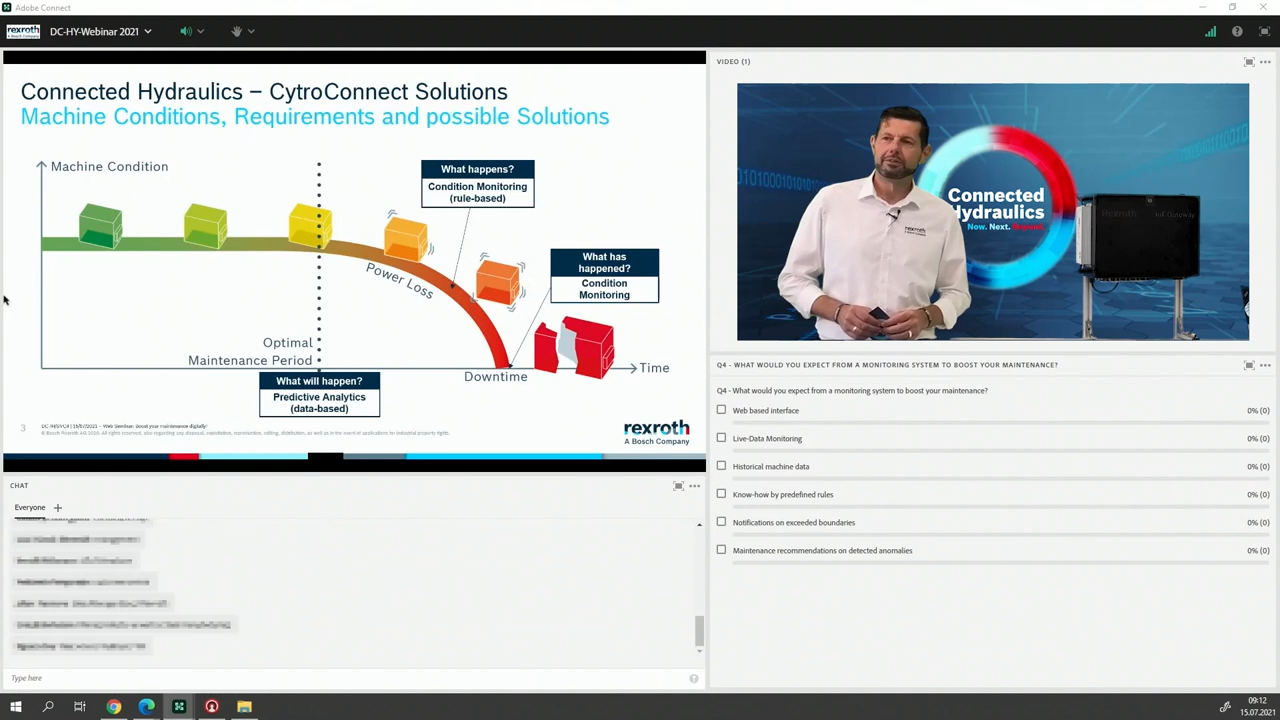 Adobe Connect
rexroth
A Bosch Company
DC-HY-Webinar 2021
Connected Hydraulics – CytroConnect Solutions
Machine Conditions, Requirements and possible Solutions
Machine Condition
What happens?
Condition Monitoring
(rule-based)
What has
happened?
Condition
Monitoring
Power Loss
Optimal
Maintenance Period
Downtime
Time
What will happen?
Predictive Analytics
(data-based)
3
rexroth
A Bosch Company
VIDEO (1)
Connected
Hydraulics
Now. Next. Beyond.
rexroth
Rexroth
IoT Gateway
Q4 - WHAT WOULD YOU EXPECT FROM A MONITORING SYSTEM TO BOOST YOUR MAINTENANCE?
Q4 - What would you expect from a monitoring system to boost your maintenance?
Web based interface 0% (0)
Live-Data Monitoring 0% (0)
Historical machine data 0% (0)
Know-how by predefined rules 0% (0)
Notifications on exceeded boundaries 0% (0)
Maintenance recommendations on detected anomalies 0% (0)
CHAT
Everyone
Type here
09:12
15.07.2021